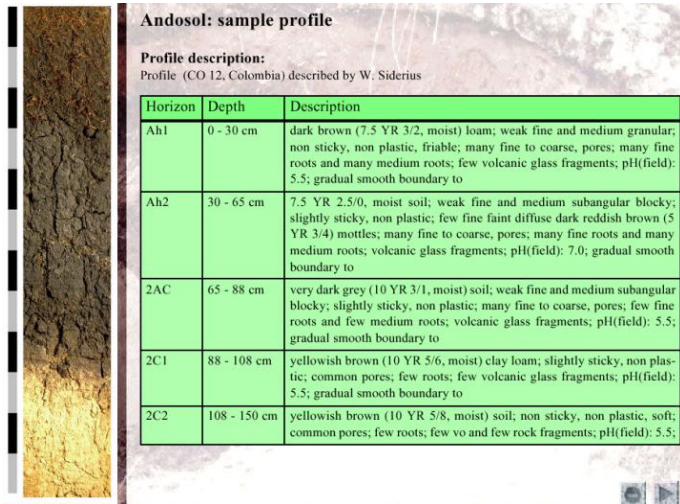 Andosol: sample profile
Profile description:
Profile (CO 12, Colombia) described by W. Siderius
Horizon Depth Description
Ah1 0 - 30 cm dark brown (7.5 YR 3/2, moist) loam; weak fine and medium granular;
non sticky, non plastic, friable; many fine to coarse, pores; many fine
roots and many medium roots; few volcanic glass fragments; pH(field):
5.5; gradual smooth boundary to
Ah2 30 - 65 cm 7.5 YR 2.5/0, moist soil; weak fine and medium subangular blocky;
slightly sticky, non plastic; few fine faint diffuse dark reddish brown (5
YR 3/4) mottles; many fine to coarse, pores; many fine roots and many
medium roots; volcanic glass fragments; pH(field): 7.0; gradual smooth
boundary to
2AC 65 - 88 cm very dark grey (10 YR 3/1, moist) soil; weak fine and medium subangular
blocky; slightly sticky, non plastic; many fine to coarse, pores; few fine
roots and few medium roots; volcanic glass fragments; pH(field): 5.5;
gradual smooth boundary to
2C1 88 - 108 cm yellowish brown (10 YR 5/6, moist) clay loam; slightly sticky, non plas-
tic; common pores; few roots; few volcanic glass fragments; pH(field):
5.5; gradual smooth boundary to
2C2 108 - 150 cm yellowish brown (10 YR 5/8, moist) soil; non sticky, non plastic, soft;
common pores; few roots; few vo and few rock fragments; pH(field): 5.5;